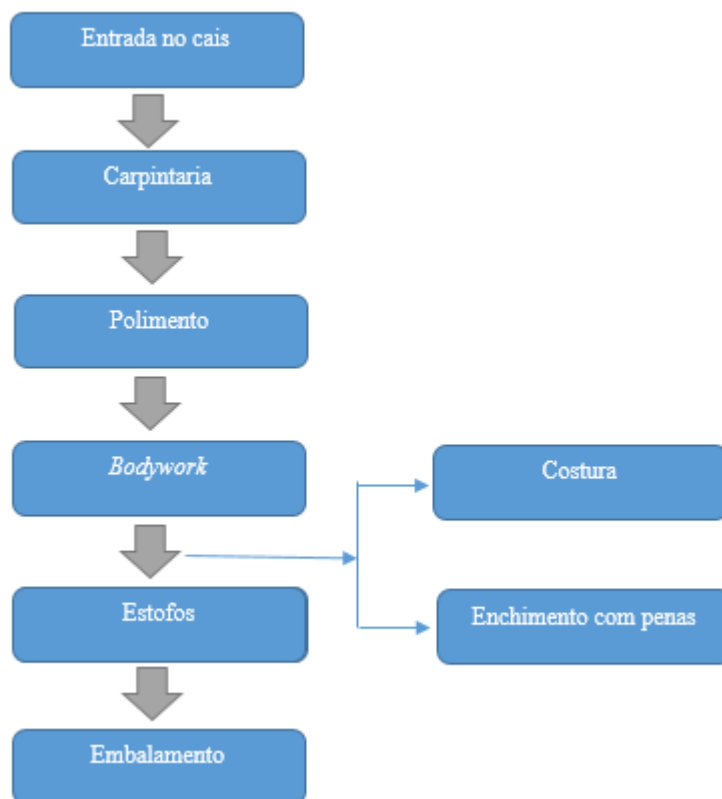 Entrada no cais
Carpintaria
Polimento
Bodywork
Costura
Estofos
Enchimento com penas
Embalamento